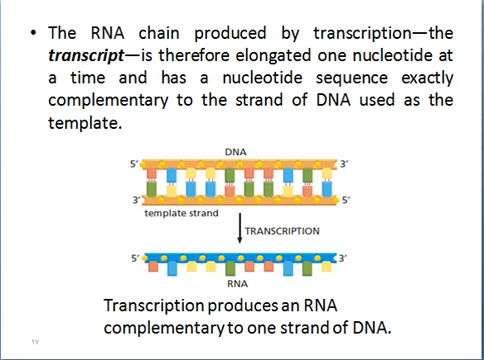 • The RNA chain produced by transcription—the
transcript—is therefore elongated one nucleotide at
a time and has a nucleotide sequence exactly
complementary to the strand of DNA used as the
template.
DNA
5′ 3′
3′ 5′
template strand
TRANSCRIPTION
5′ 3′
RNA
Transcription produces an RNA
complementary to one strand of DNA.
١٧